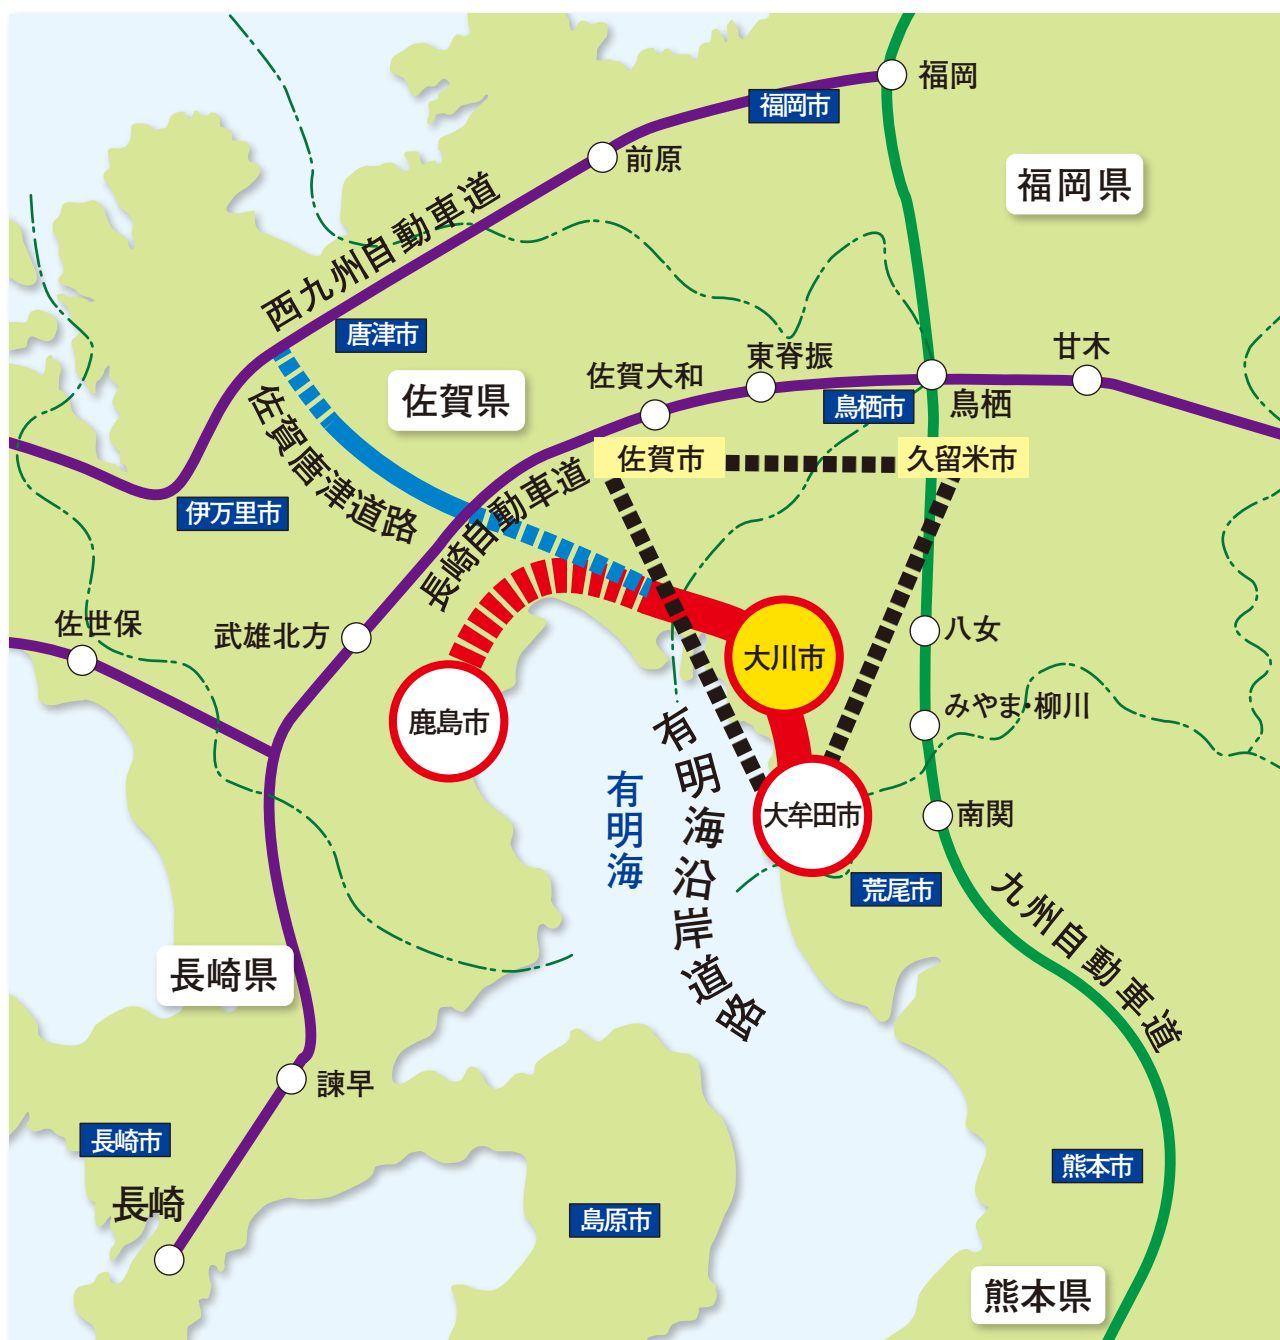 福岡
福岡市
前原
福岡県
西九州自動車道
唐津市
東脊振
甘木
佐賀大和
佐賀県
鳥栖市
鳥栖
佐賀唐津道路
佐賀市
久留米市
長崎自動車道
伊万里市
佐世保
武雄北方
八女
大川市
みやま・柳川
鹿島市
有明海沿岸道路
有明海
大牟田市
南関
荒尾市
九州自動車道
長崎県
諫早
長崎市
熊本市
長崎
島原市
熊本県